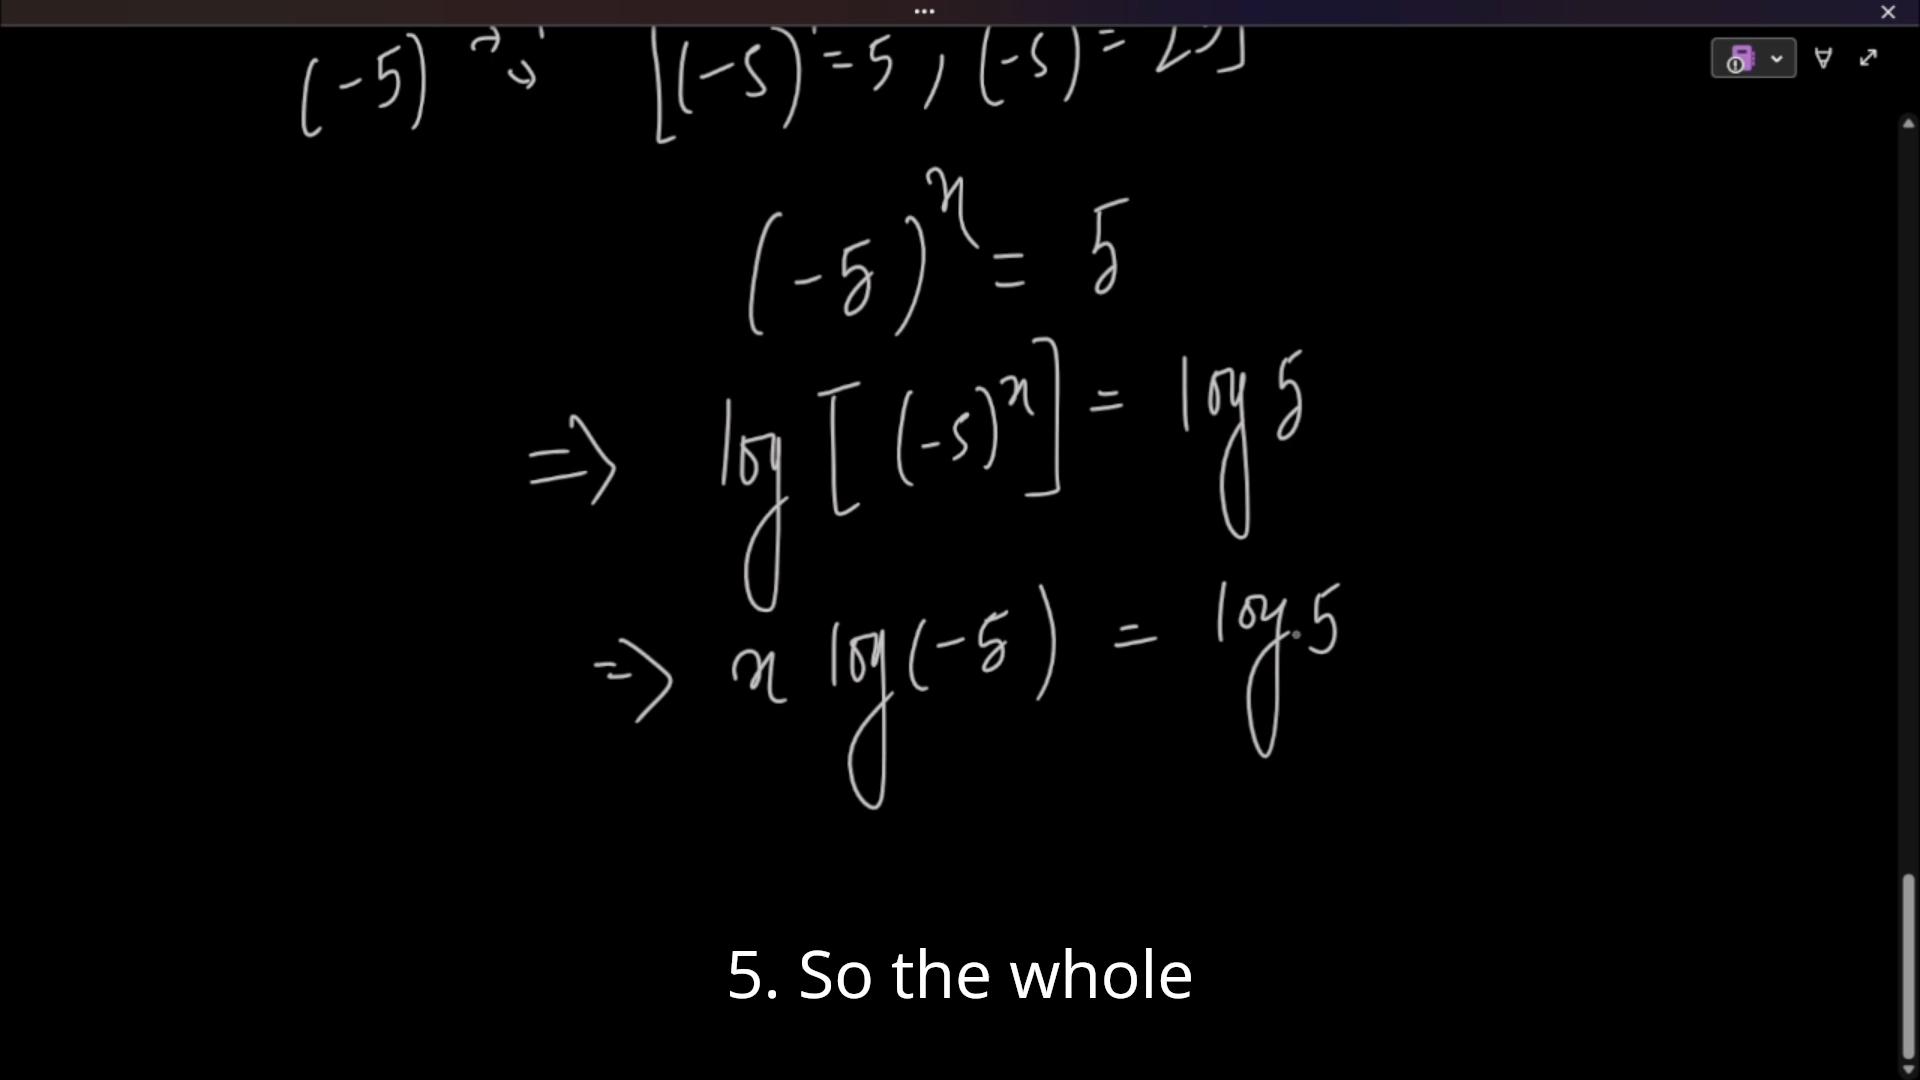 (-5) [(-5) = 5, (-5) =
(-5)^x = 5
=> log [(-5)^x] = log 5
=> x log(-5) = log 5
5. So the whole